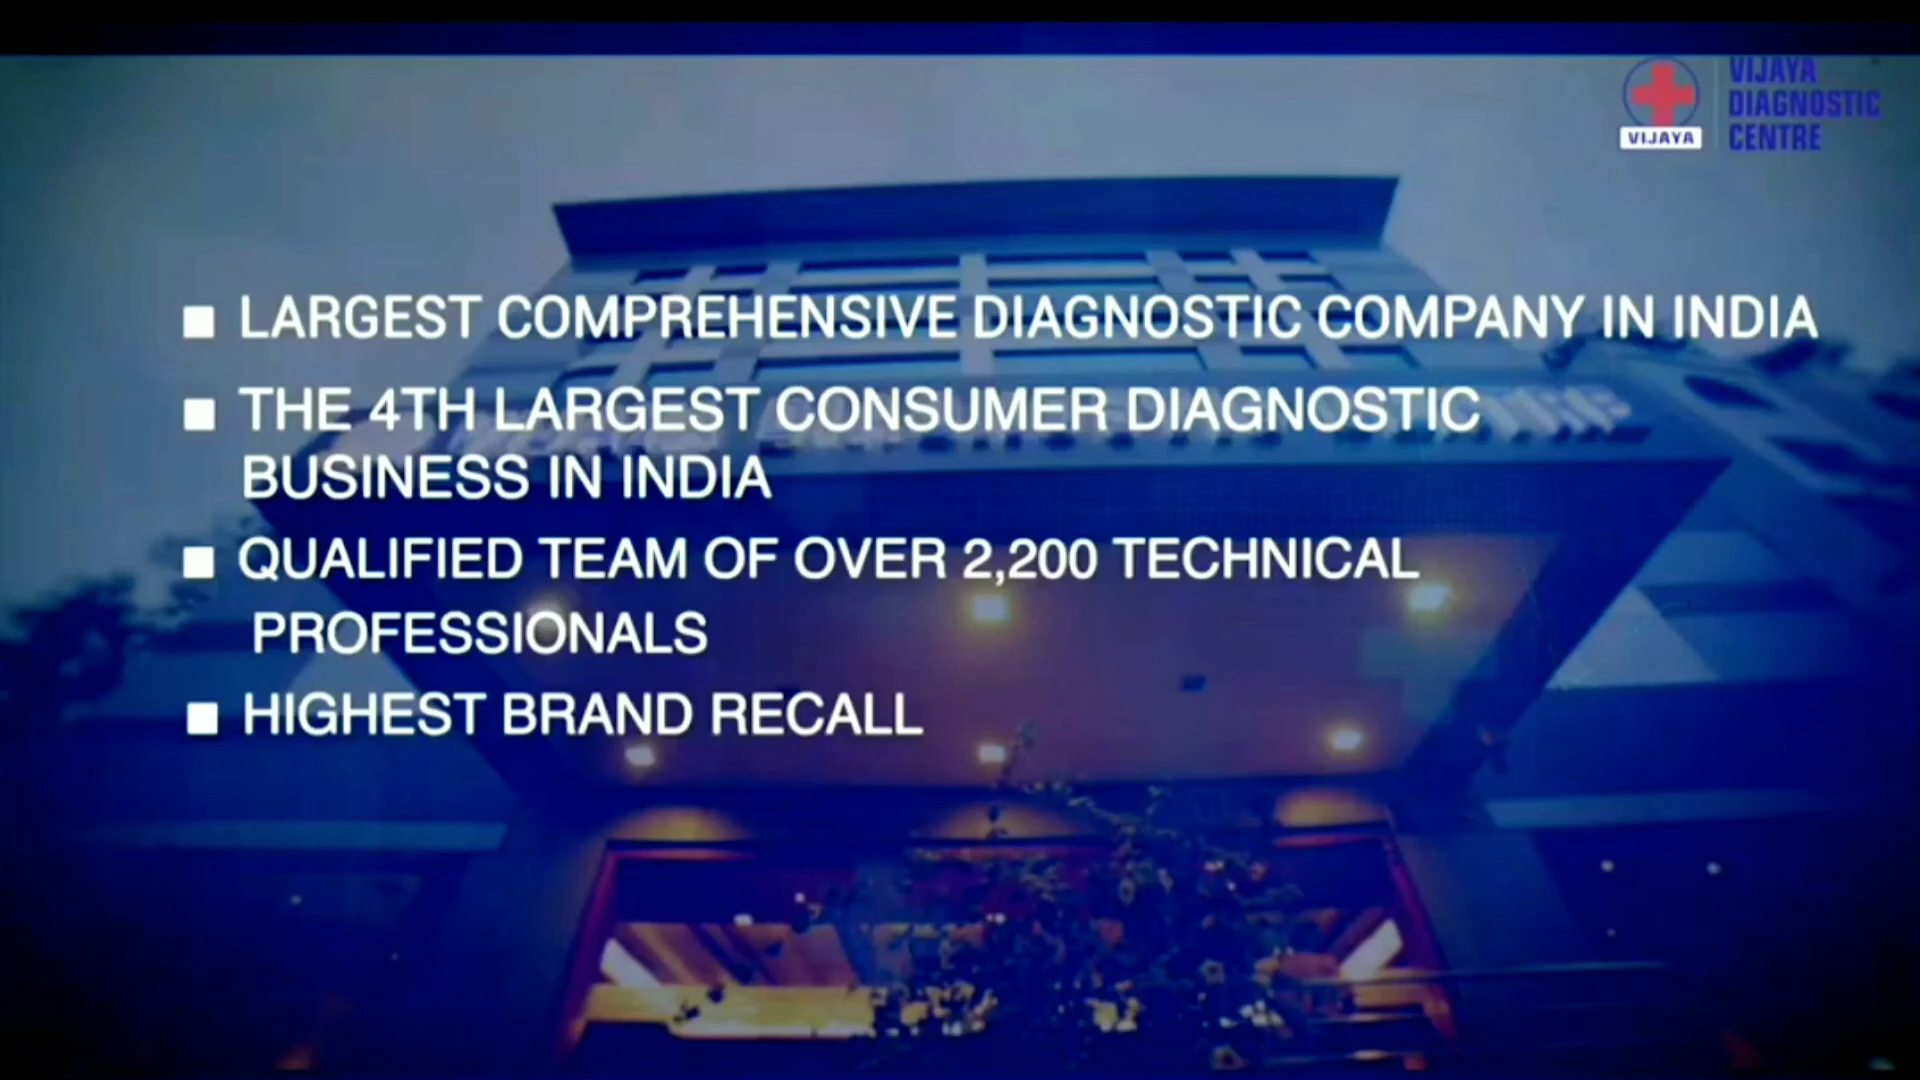 VIJAYA
DIAGNOSTIC
CENTRE
VIJAYA
■ LARGEST COMPREHENSIVE DIAGNOSTIC COMPANY IN INDIA
■ THE 4TH LARGEST CONSUMER DIAGNOSTIC
BUSINESS IN INDIA
■ QUALIFIED TEAM OF OVER 2,200 TECHNICAL
PROFESSIONALS
■ HIGHEST BRAND RECALL